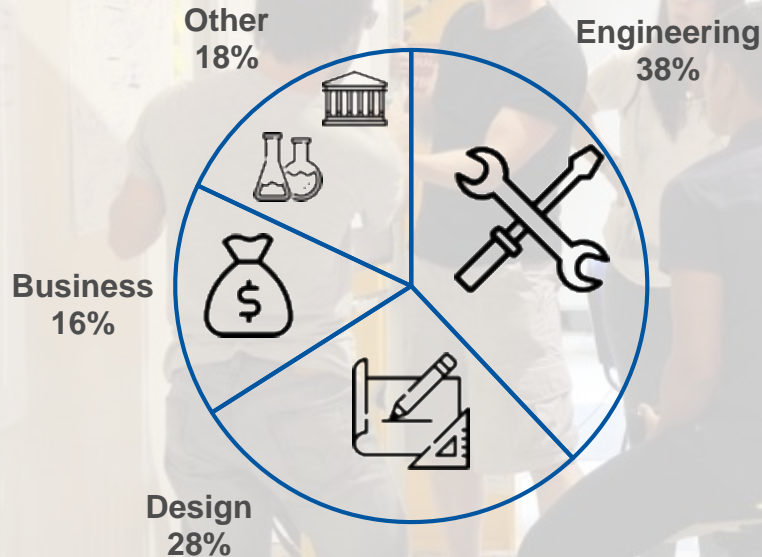 Other
18%
Engineering
38%
Business
16%
$
Design
28%